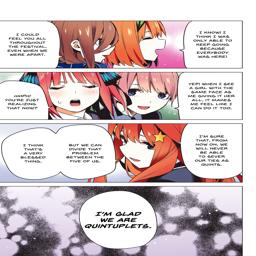 I KNOW! I
THINK I WAS
ONLY ABLE TO
KEEP GOING
BECAUSE
EVERYBODY
WAS HERE!
I COULD
FEEL YOU ALL
THROUGHOUT
THE FESTIVAL,
EVEN WHEN WE
WERE APART.
YEP! WHEN I SEE
A GIRL WITH THE
SAME FACE AS
ME GIVING IT HER
ALL, IT MAKES
ME FEEL LIKE I
CAN DO IT TOO.
YOU'RE JUST
REALIZING
THAT NOW?
I'M SURE
THAT, FROM
NOW ON, WE
WILL NEVER
BE ABLE
TO SEVER
OUR TIES AS
QUINTS.
BUT WE CAN
DIVIDE THAT
PROBLEM
BETWEEN THE
FIVE OF US.
I THINK
THAT'S
A VERY
BLESSED
THING.
I'M GLAD
WE ARE
QUINTUPLETS.